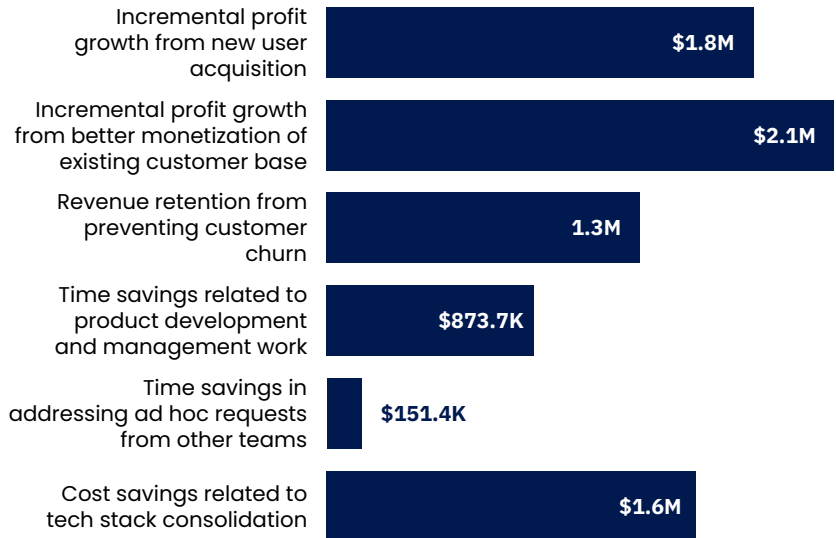 Incremental profit
growth from new user
acquisition
$1.8M
Incremental profit growth
from better monetization of
existing customer base
$2.1M
Revenue retention from
preventing customer
churn
1.3M
Time savings related to
product development
and management work
$873.7K
Time savings in
addressing ad hoc requests
from other teams
$151.4K
Cost savings related to
tech stack consolidation
$1.6M